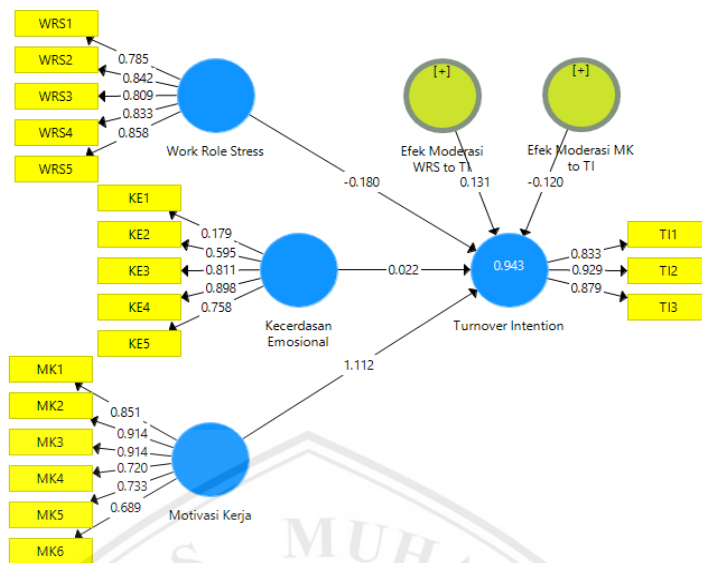 WRS1
WRS2
WRS3
WRS4
WRS5
0.785
0.842
0.809
0.833
0.858
Work Role Stress
[+]
Efek Moderasi
WRS to TI
[+]
Efek Moderasi MK
to TI
-0.180
0.131
-0.120
KE1
KE2
KE3
KE4
KE5
0.179
0.595
0.811
0.898
0.758
Kecerdasan
Emosional
0.022
0.943
Turnover Intention
0.833
0.929
0.879
TI1
TI2
TI3
1.112
MK1
MK2
MK3
MK4
MK5
MK6
0.851
0.914
0.914
0.720
0.733
0.689
Motivasi Kerja
S MUHA